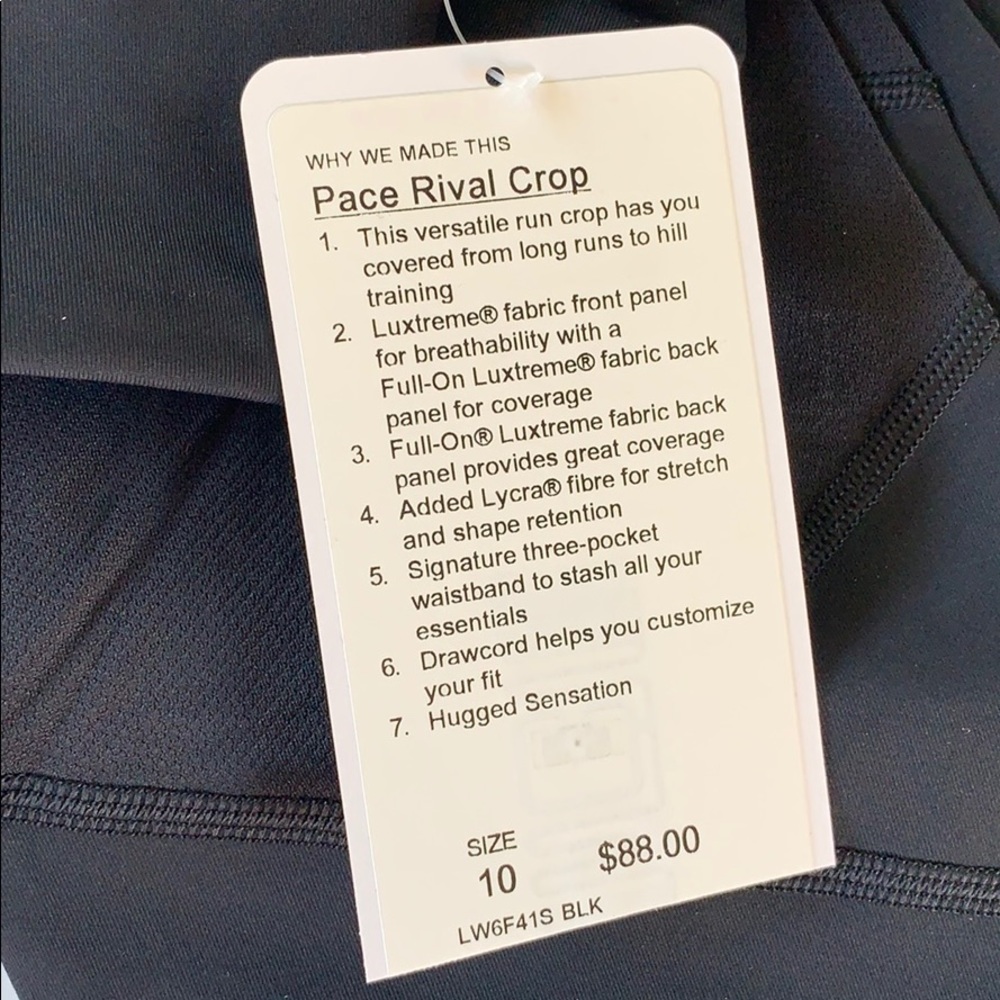 WHY WE MADE THIS
Pace Rival Crop
1. This versatile run crop has you
covered from long runs to hill
training
2. Luxtreme® fabric front panel
for breathability with a
Full-On Luxtreme® fabric back
panel for coverage
3. Full-On® Luxtreme fabric back
panel provides great coverage
4. Added Lycra® fibre for stretch
and shape retention
5. Signature three-pocket
waistband to stash all your
essentials
6. Drawcord helps you customize
your fit
7. Hugged Sensation
SIZE
10
$88.00
LW6F41S BLK